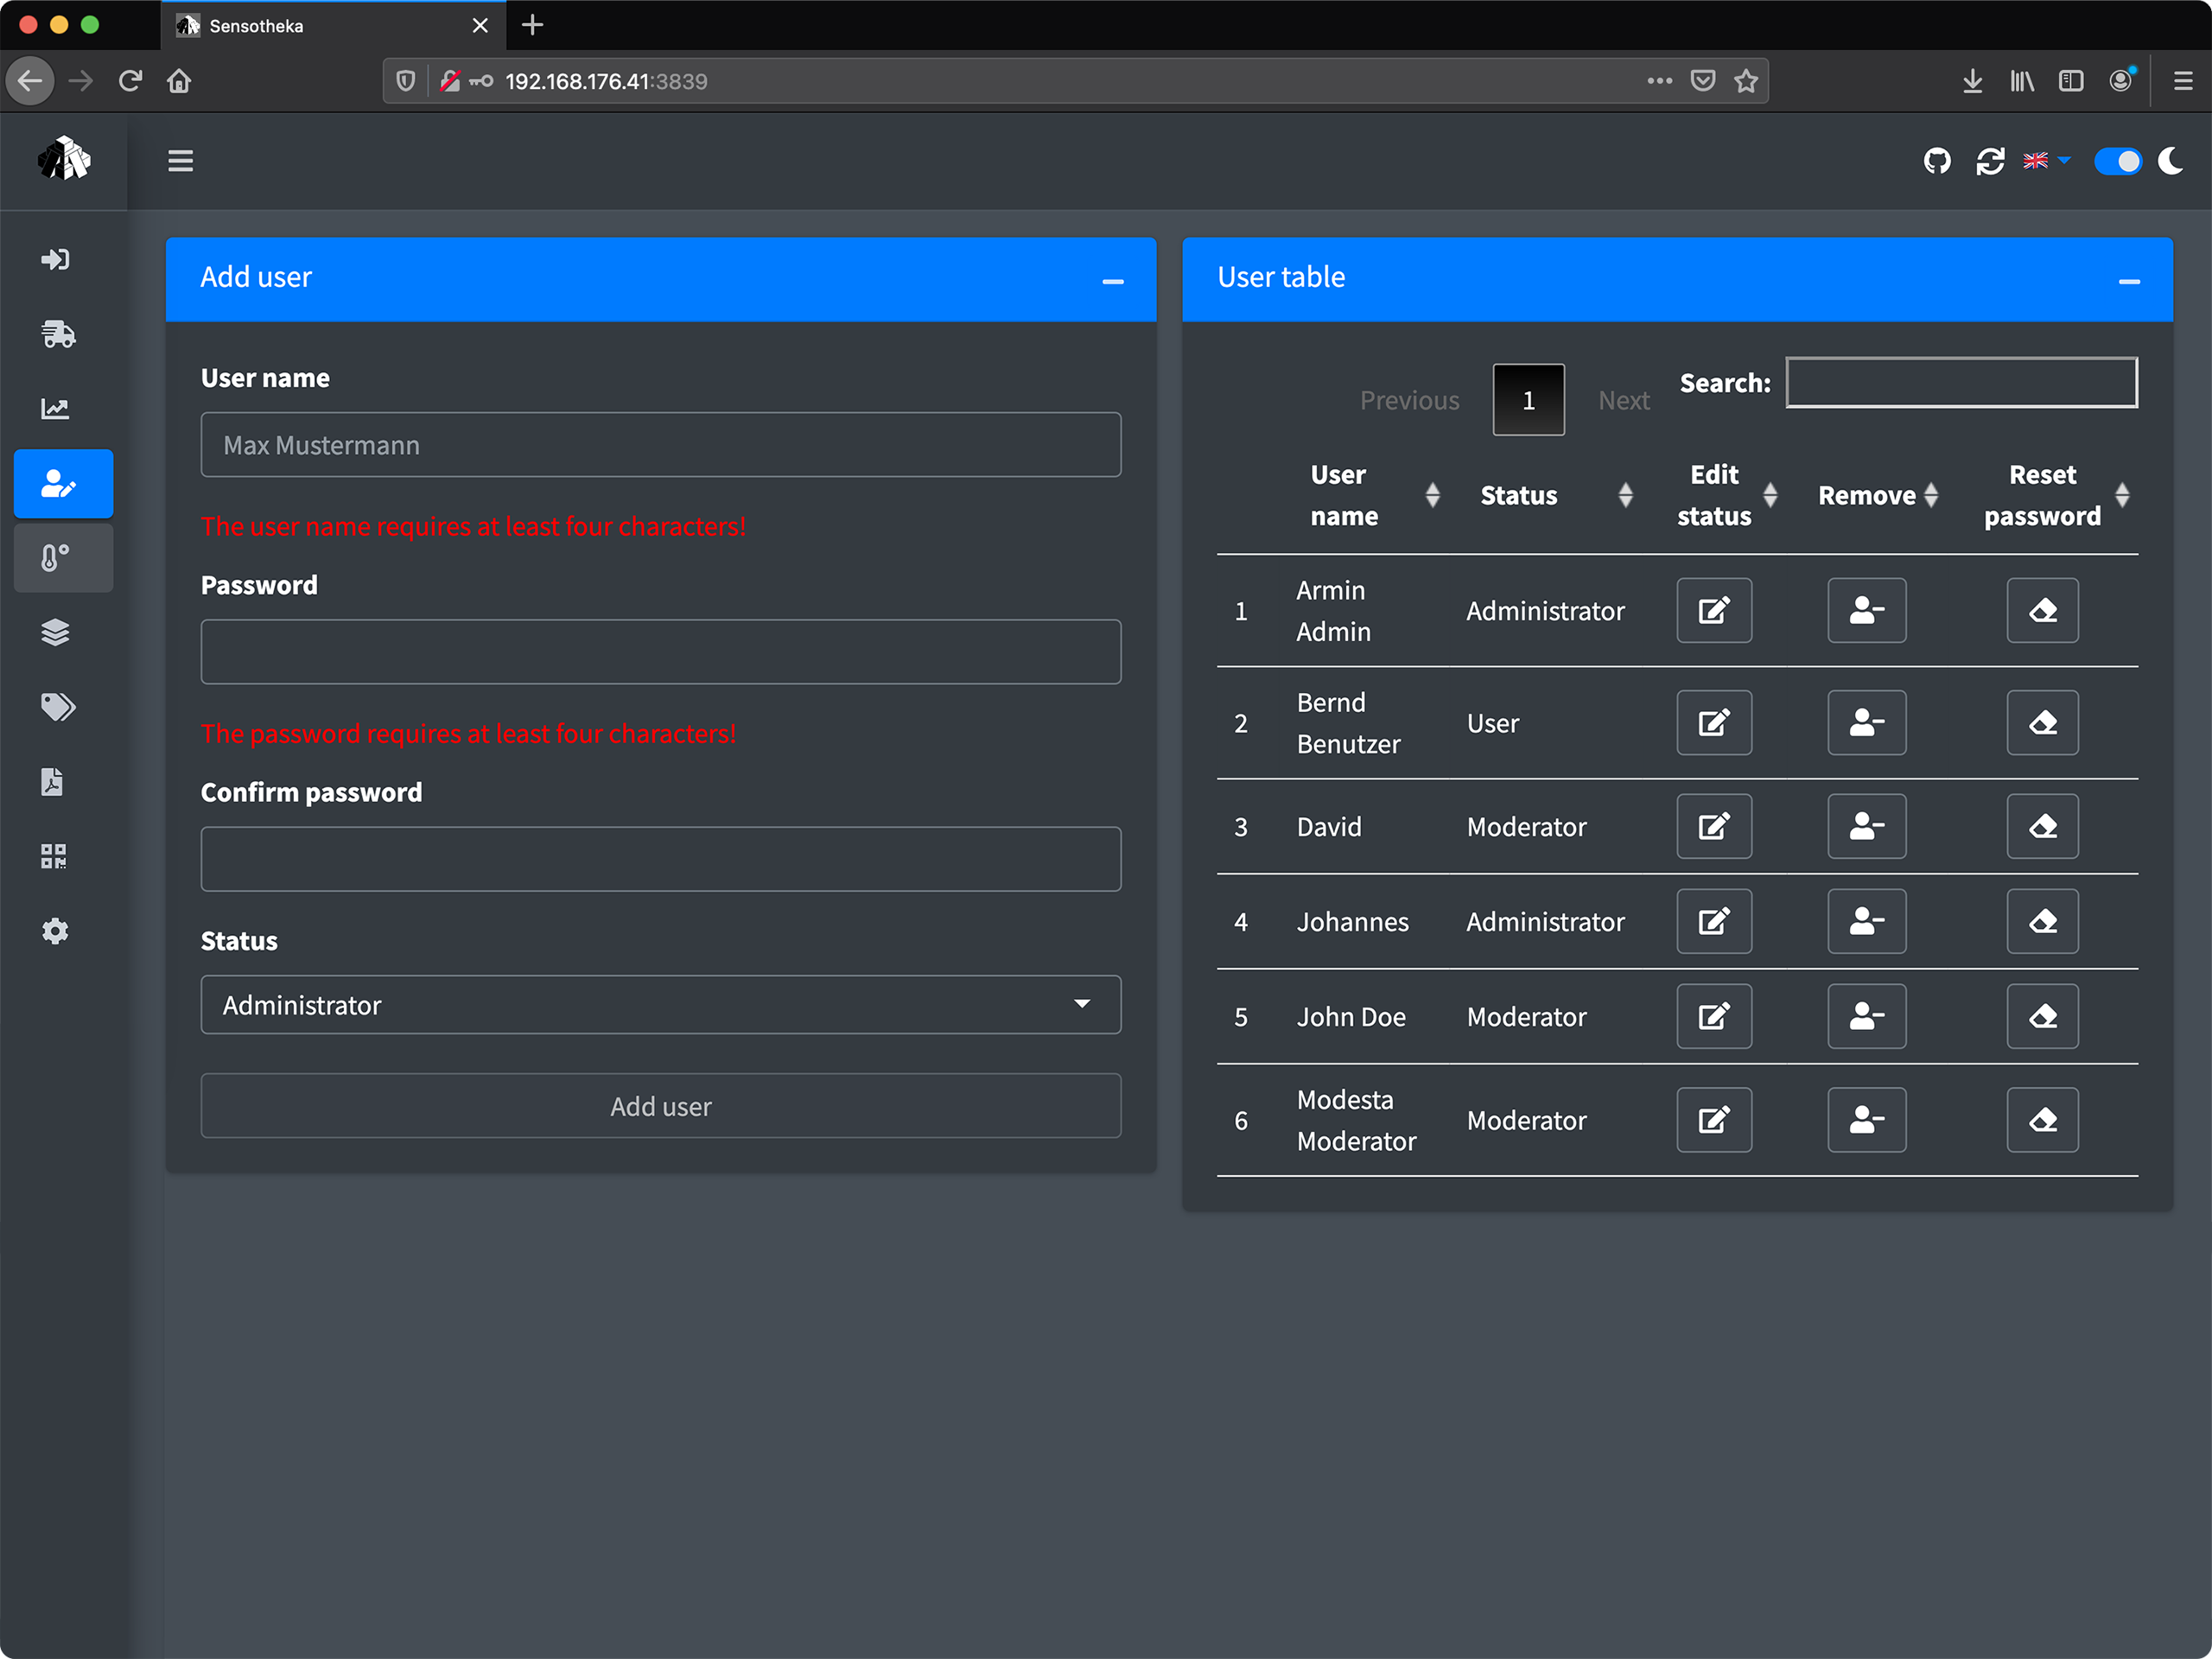 Sensotheka
192.168.176.41:3839
Add user
User name
Max Mustermann
The user name requires at least four characters!
Password
The password requires at least four characters!
Confirm password
Status
Administrator
Add user
User table
Previous 1 Next Search:
User name Status Edit status Remove Reset password
1 Armin Admin Administrator
2 Bernd Benutzer User
3 David Moderator
4 Johannes Administrator
5 John Doe Moderator
6 Modesta Moderator Moderator